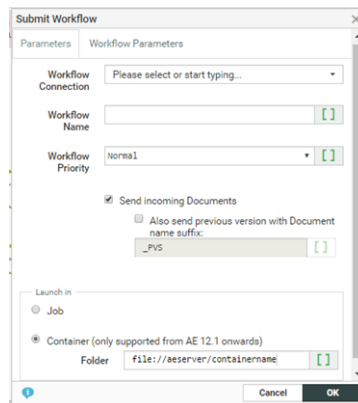 Submit Workflow
Parameters Workflow Parameters
Workflow Connection Please select or start typing...
Workflow Name []
Workflow Priority Normal []
Send incoming Documents
Also send previous version with Document
name suffix:
_PVS []
Launch in
Job
Container (only supported from AE 12.1 onwards)
Folder file://aeserver/containername []
Cancel OK